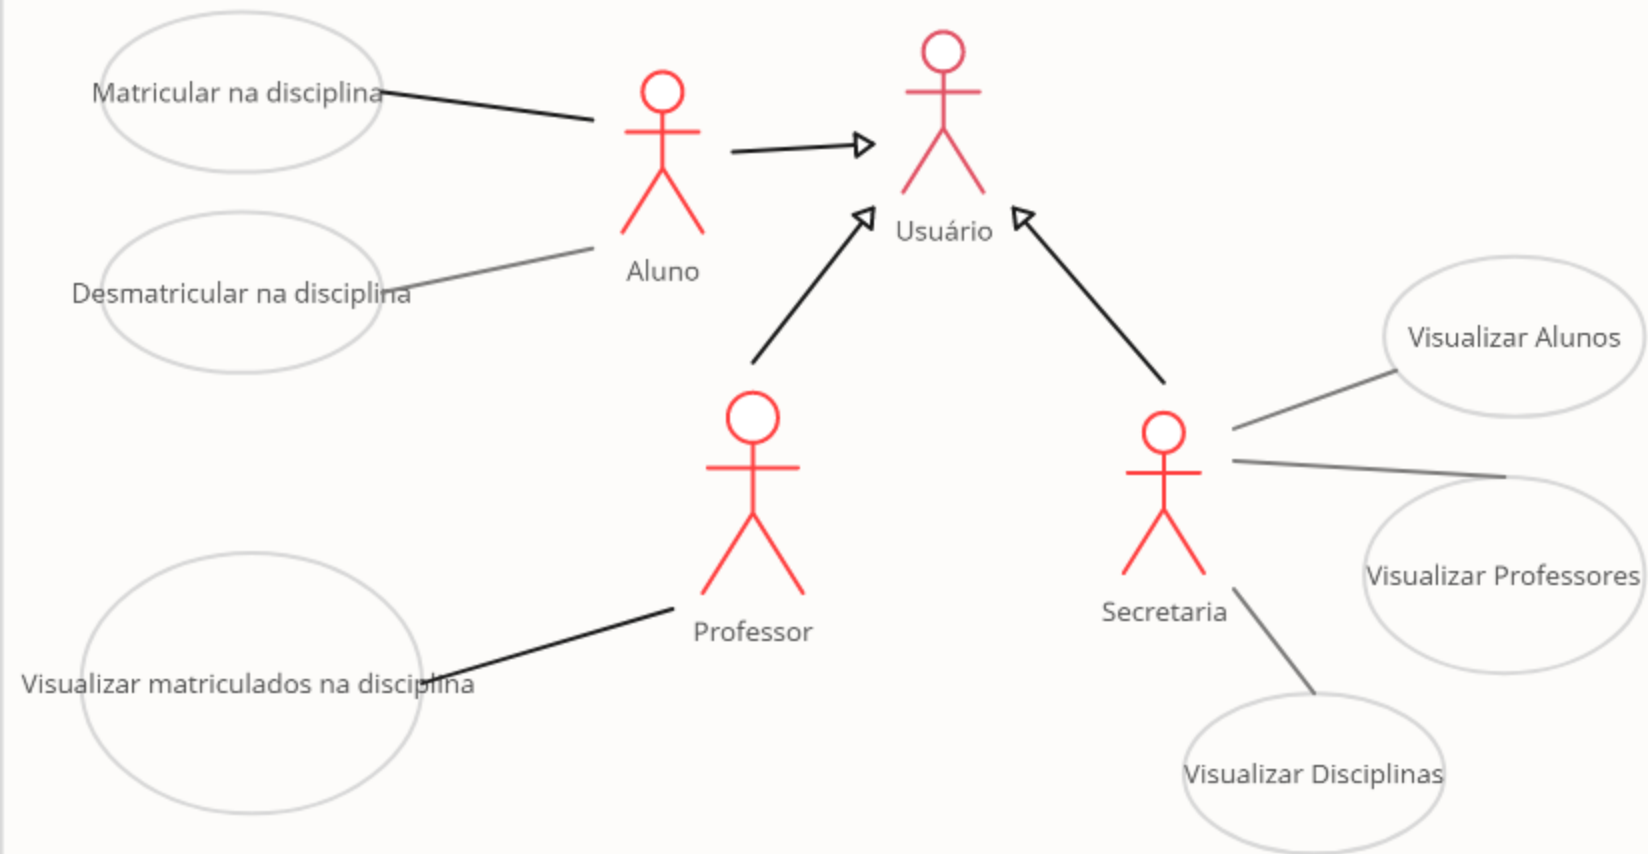 Matricular na disciplina
Usuário
Aluno
Desmatricular na disciplina
Visualizar Alunos
Visualizar Professores
Secretaria
Professor
Visualizar matriculados na disciplina
Visualizar Disciplinas